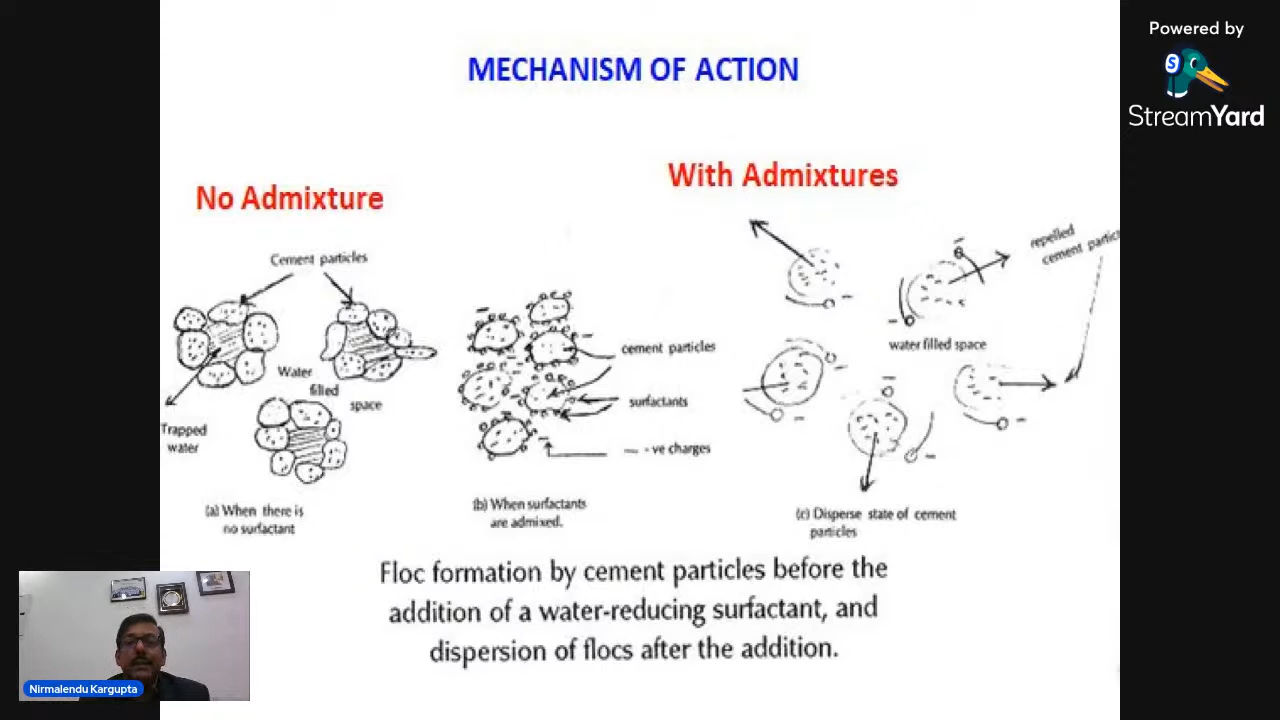 Powered by
StreamYard
MECHANISM OF ACTION
No Admixture
With Admixtures
Cement particles
Water
filled
space
Trapped
water
(a) When there is
no surfactant
cement particles
surfactants
— -ve charges
(b) When surfactants
are admixed.
repelled
water filled space
(c) Disperse state of cement
particles
Floc formation by cement particles before the
addition of a water-reducing surfactant, and
dispersion of flocs after the addition.
Nirmalendu Kargupta